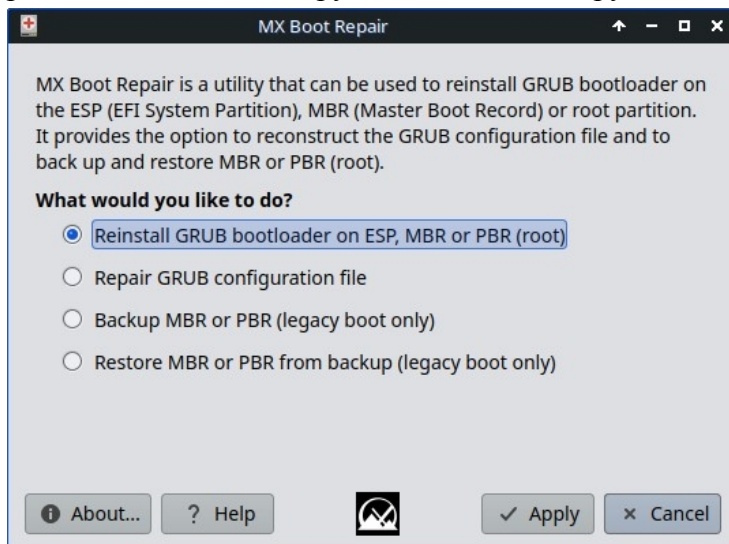 MX Boot Repair
MX Boot Repair is a utility that can be used to reinstall GRUB bootloader on
the ESP (EFI System Partition), MBR (Master Boot Record) or root partition.
It provides the option to reconstruct the GRUB configuration file and to
back up and restore MBR or PBR (root).
What would you like to do?
Reinstall GRUB bootloader on ESP, MBR or PBR (root)
Repair GRUB configuration file
Backup MBR or PBR (legacy boot only)
Restore MBR or PBR from backup (legacy boot only)
About... ? Help Apply Cancel